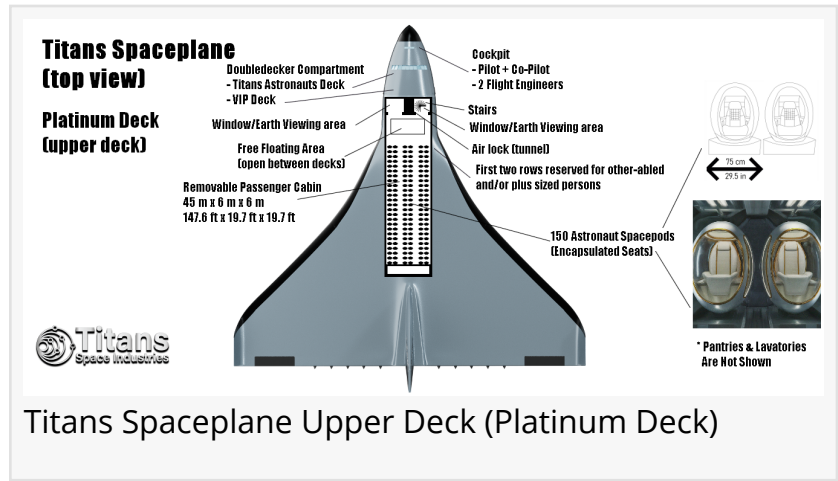 Titans Spaceplane
(top view)
Platinum Deck
(upper deck)
Doubledecker Compartment
- Titans Astronauts Deck
- VIP Deck
Window/Earth Viewing area
Free Floating Area
(open between decks)
Removable Passenger Cabin
45 m x 6 m x 6 m
147.6 ft x 19.7 ft x 19.7 ft
Cockpit
- Pilot + Co-Pilot
- 2 Flight Engineers
Stairs
Window/Earth Viewing area
Air lock (tunnel)
First two rows reserved for other-abled
and/or plus sized persons
150 Astronaut Spacepods
(Encapsulated Seats)
75 cm
29.5 in
* Pantries & Lavatories
Are Not Shown
Titans
Space Industries
Titans Spaceplane Upper Deck (Platinum Deck)